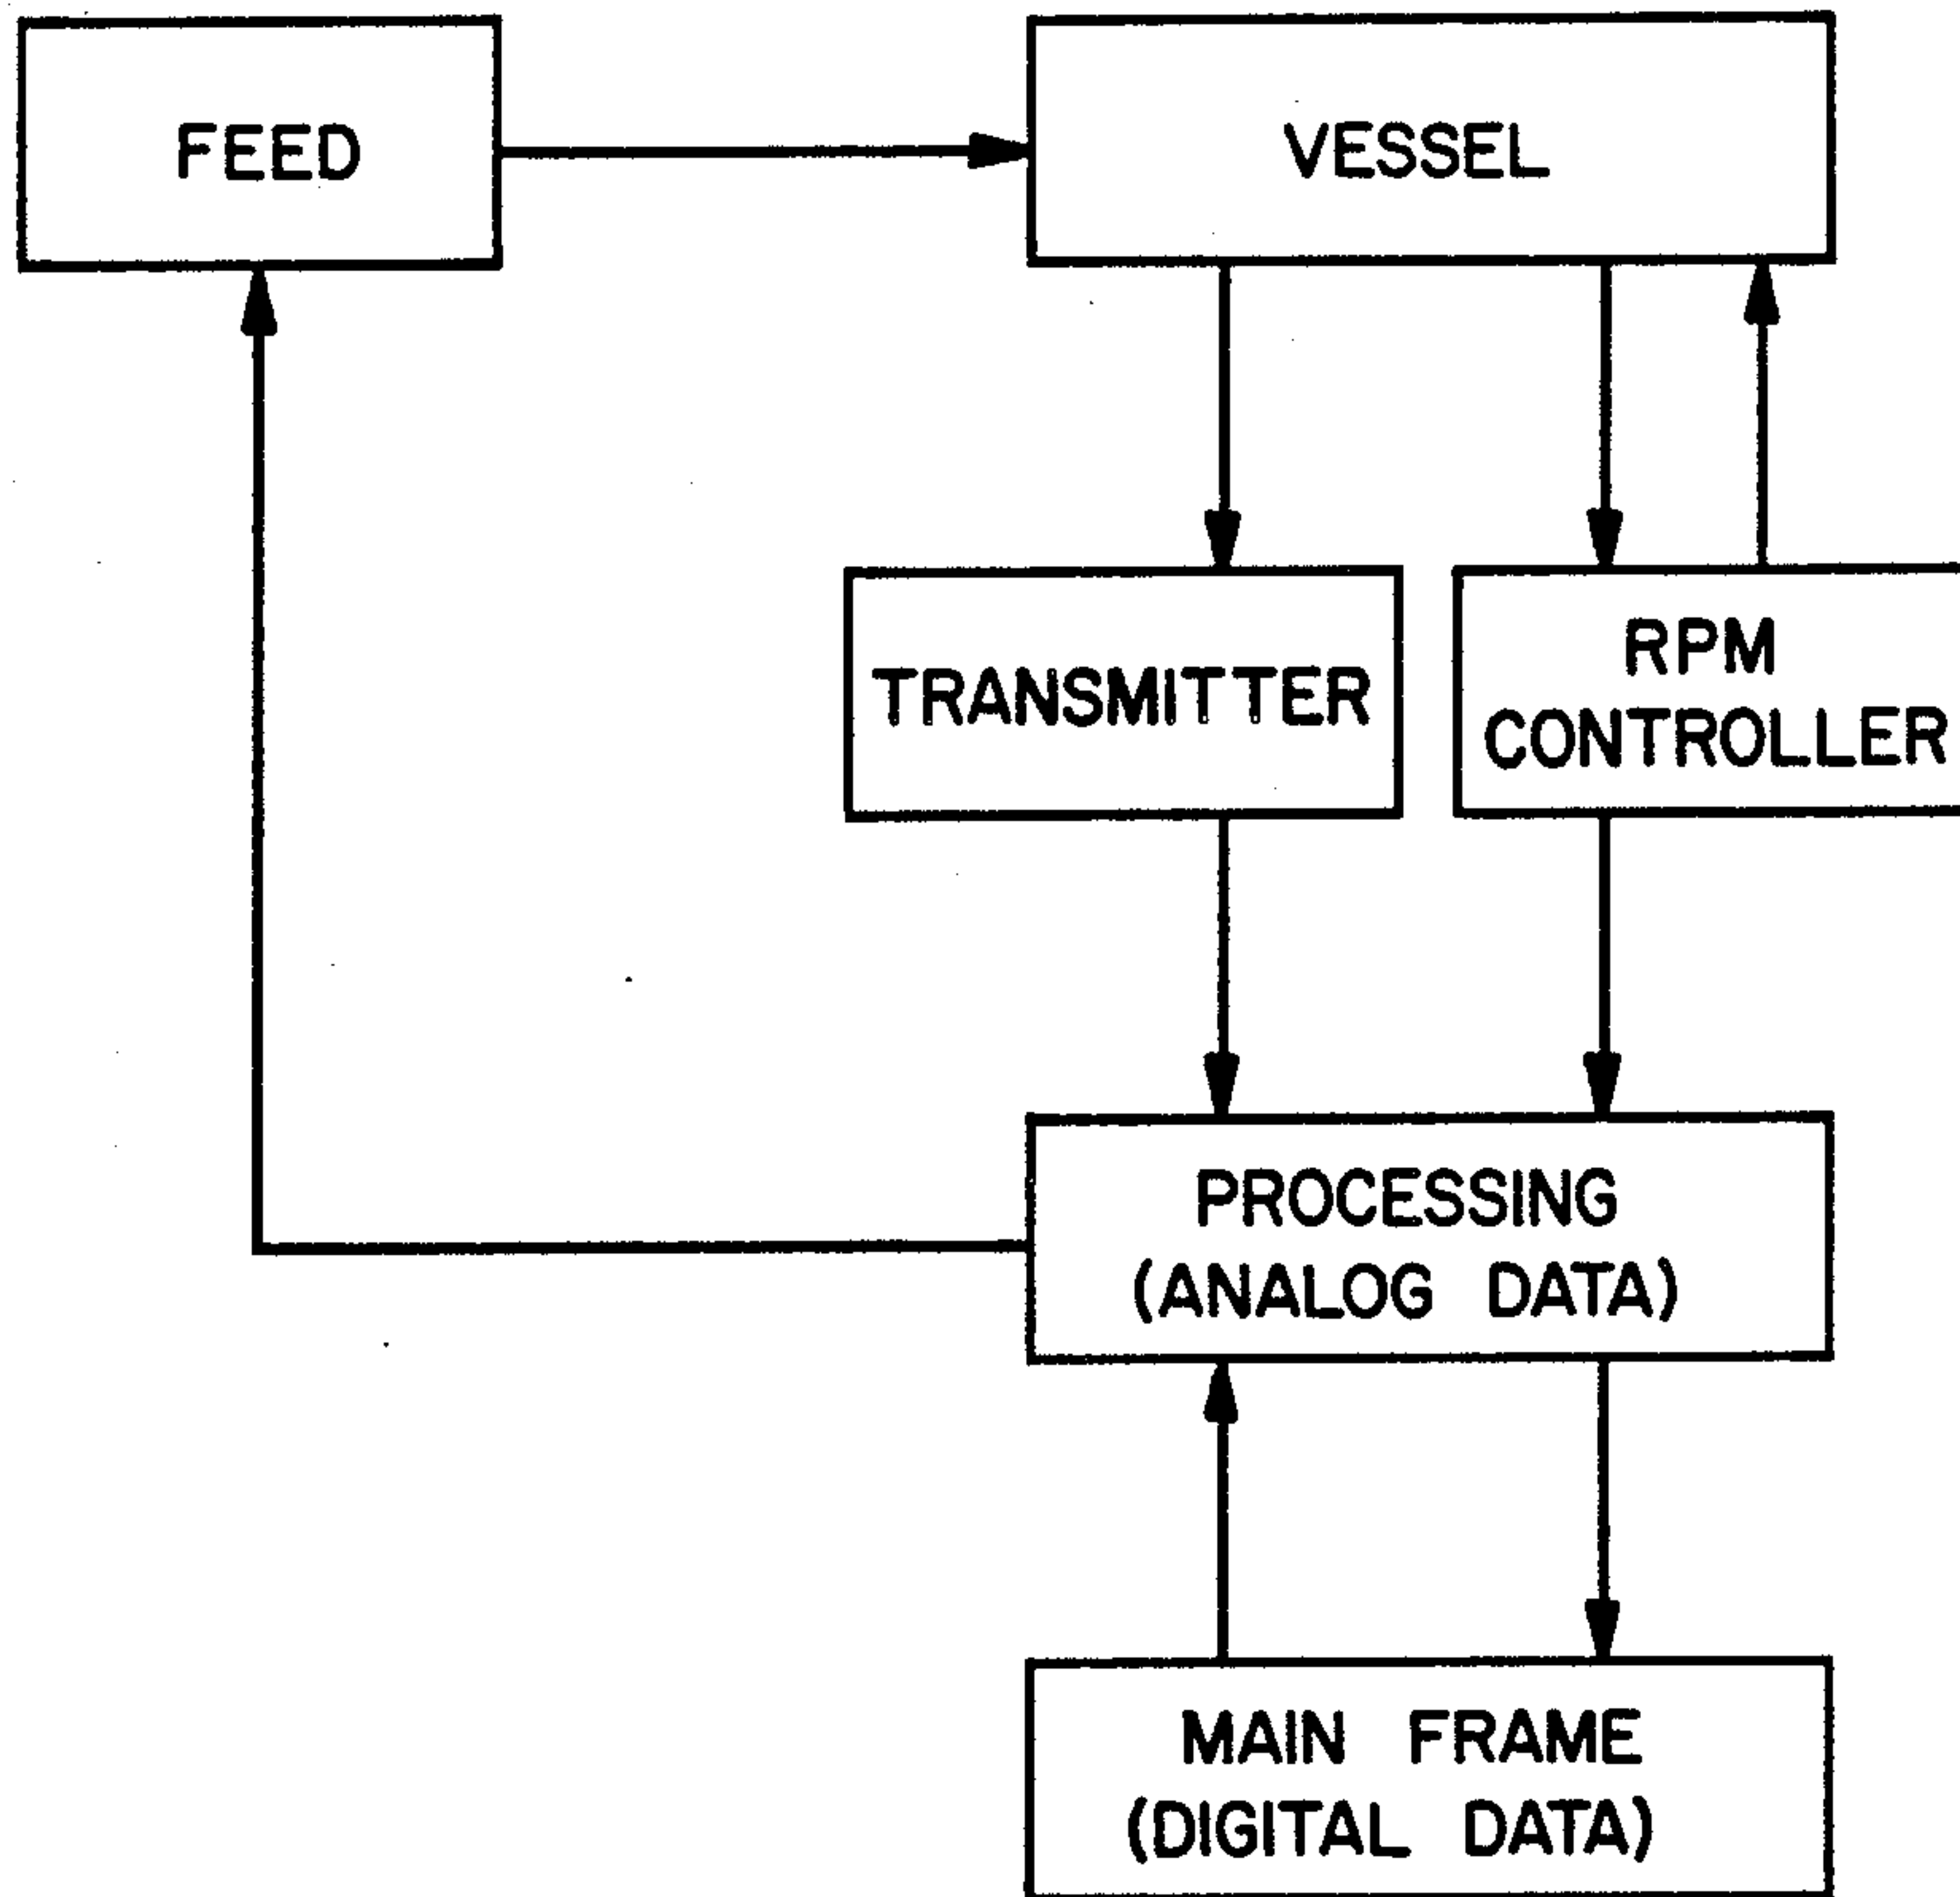 FEED
VESSEL
TRANSMITTER
RPM
CONTROLLER
PROCESSING
(ANALOG DATA)
MAIN FRAME
(DIGITAL DATA)